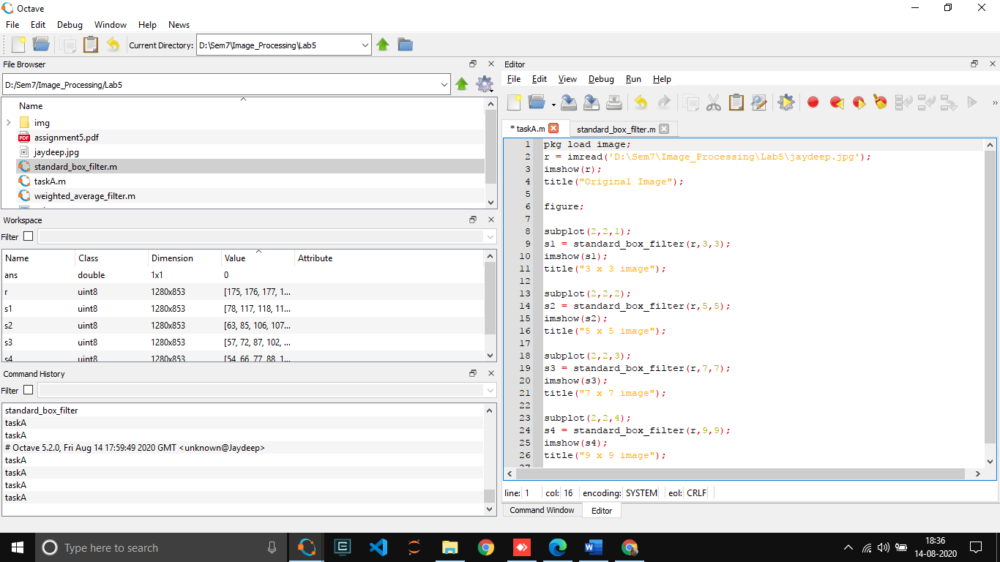 Octave
File Edit Debug Window Help News
Current Directory: D:\Sem7\Image_Processing\Lab5
File Browser
D:/Sem7/Image_Processing/Lab5
Name
img
assignment5.pdf
jaydeep.jpg
standard_box_filter.m
taskA.m
weighted_average_filter.m
Workspace
Filter
Name Class Dimension Value Attribute
ans double 1x1 0
r uint8 1280x853 [175, 176, 177, 1...
s1 uint8 1280x853 [78, 117, 118, 11...
s2 uint8 1280x853 [63, 85, 106, 107...
s3 uint8 1280x853 [57, 72, 87, 102, ...
s4 uint8 1280x853 [54, 66, 77, 88, 1...
Command History
Filter
standard_box_filter
taskA
taskA
# Octave 5.2.0, Fri Aug 14 17:59:49 2020 GMT <unknown@Jaydeep>
taskA
taskA
taskA
taskA
Editor
File Edit View Debug Run Help
* taskA.m standard_box_filter.m
1 pkg load image;
2 r = imread('D:\Sem7\Image_Processing\Lab5\jaydeep.jpg');
3 imshow(r);
4 title("Original Image");
5
6 figure;
7
8 subplot(2,2,1);
9 s1 = standard_box_filter(r,3,3);
10 imshow(s1);
11 title("3 x 3 image");
12
13 subplot(2,2,2);
14 s2 = standard_box_filter(r,5,5);
15 imshow(s2);
16 title("5 x 5 image");
17
18 subplot(2,2,3);
19 s3 = standard_box_filter(r,7,7);
20 imshow(s3);
21 title("7 x 7 image");
22
23 subplot(2,2,4);
24 s4 = standard_box_filter(r,9,9);
25 imshow(s4);
26 title("9 x 9 image");
27
line: 1 col: 16 encoding: SYSTEM eol: CRLF
Command Window Editor
Type here to search
18:36
14-08-2020